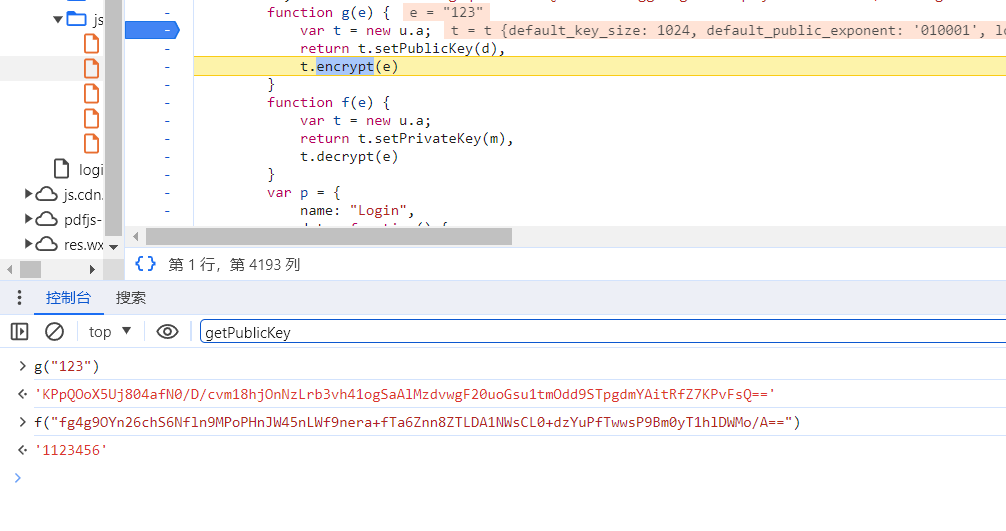 js
logi
js.cdn.
pdfjs-
res.wx
function g(e) { e = "123"
var t = new u.a; t = t {default_key_size: 1024, default_public_exponent: '010001', lo
return t.setPublicKey(d),
t.encrypt(e)
}
function f(e) {
var t = new u.a;
return t.setPrivateKey(m),
t.decrypt(e)
}
var p = {
name: "Login",
{} 第 1 行，第 4193 列
控制台 搜索
top getPublicKey
> g("123")
'KPpQOoX5Uj804afN0/D/cvm18hjOnNzLrb3vh41ogSaAlMzdvwgF20uoGsu1tmOdd9STpgdmYAitRfZ7KPvFsQ=='
> f("fg4g9OYn26chS6Nfln9MPoPHnJW45nLWf9nera+fTa6Znn8ZTLDA1NWsCL0+dzYuPfTwwsP9Bm0yT1hlDWMo/A==")
'1123456'
>